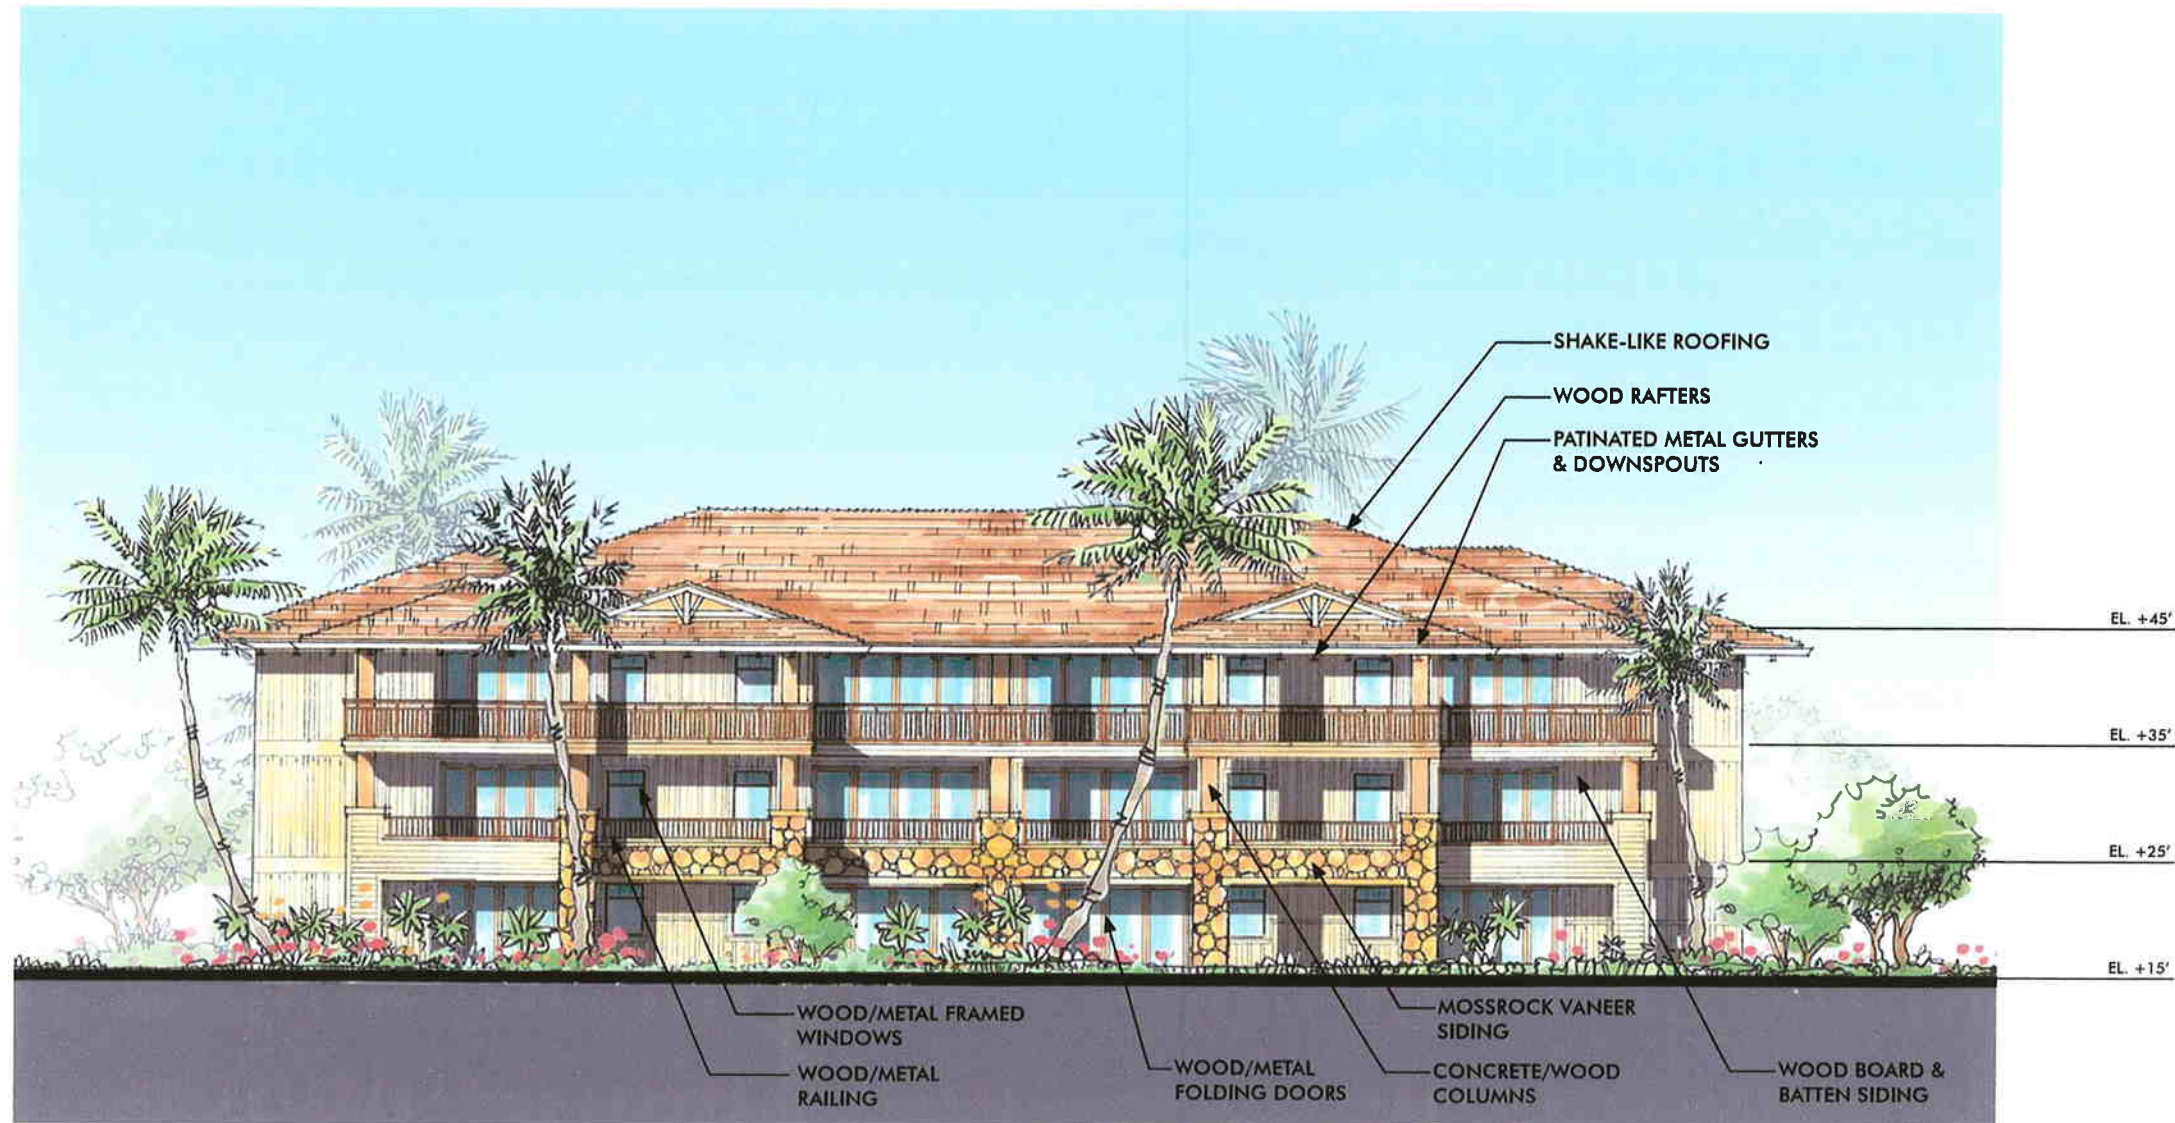 SHAKE-LIKE ROOFING
WOOD RAFTERS
PATINATED METAL GUTTERS
& DOWNSPOUTS
EL. +45'
EL. +35'
EL. +25'
EL. +15'
WOOD/METAL FRAMED
WINDOWS
WOOD/METAL
RAILING
WOOD/METAL
FOLDING DOORS
MOSSROCK VANEER
SIDING
CONCRETE/WOOD
COLUMNS
WOOD BOARD &
BATTEN SIDING